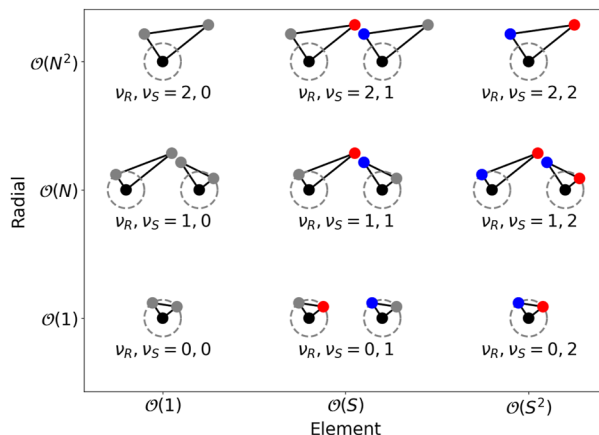 Radial
𝒪(N²)
ν_R, ν_S = 2, 0
ν_R, ν_S = 2, 1
ν_R, ν_S = 2, 2
𝒪(N)
ν_R, ν_S = 1, 0
ν_R, ν_S = 1, 1
ν_R, ν_S = 1, 2
𝒪(1)
ν_R, ν_S = 0, 0
ν_R, ν_S = 0, 1
ν_R, ν_S = 0, 2
𝒪(1)
𝒪(S)
𝒪(S²)
Element